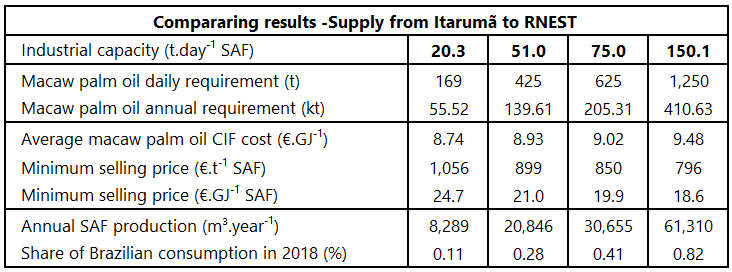 Compararing results -Supply from Itarumã to RNEST
Industrial capacity (t.day-1 SAF) 20.3 51.0 75.0 150.1
Macaw palm oil daily requirement (t) 169 425 625 1,250
Macaw palm oil annual requirement (kt) 55.52 139.61 205.31 410.63
Average macaw palm oil CIF cost (€.GJ-1) 8.74 8.93 9.02 9.48
Minimum selling price (€.t-1 SAF) 1,056 899 850 796
Minimum selling price (€.GJ-1 SAF) 24.7 21.0 19.9 18.6
Annual SAF production (m³.year-1) 8,289 20,846 30,655 61,310
Share of Brazilian consumption in 2018 (%) 0.11 0.28 0.41 0.82